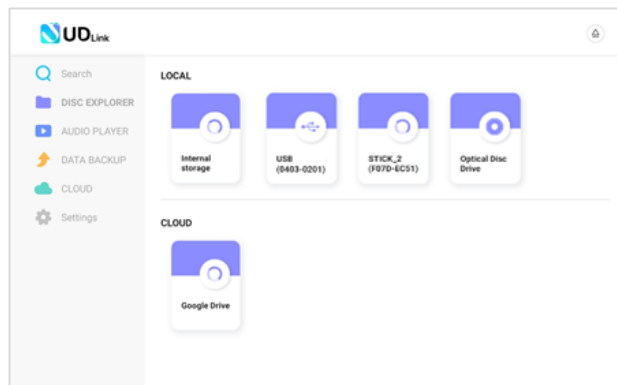 UDLink
Search
DISC EXPLORER
AUDIO PLAYER
DATA BACKUP
CLOUD
Settings
LOCAL
Internal
storage
USB
(0403-0201)
STICK_2
(F07D-EC51)
Optical Disc
Drive
CLOUD
Google Drive